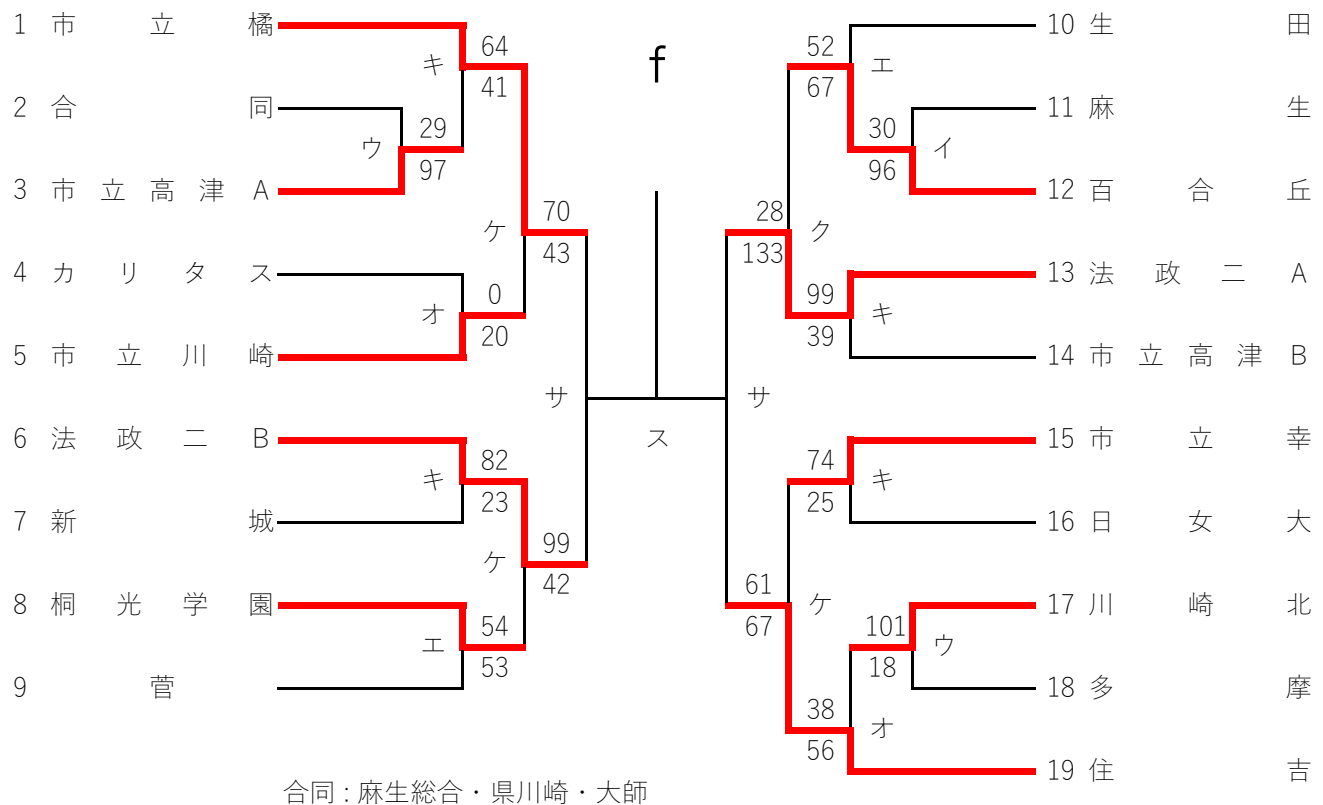 1 市立橘
2 合同
3 市立高津A
4 カリタス
5 市立川崎
6 法政二B
7 新城
8 桐光学園
9 菅
キ
64
41
ウ
29
97
ケ
70
43
オ
0
20
サ
キ
82
23
ケ
99
42
エ
54
53
f
ス
52
67
エ
30
96
イ
28
133
ク
99
39
キ
サ
74
25
キ
61
67
ケ
101
18
ウ
38
56
オ
10 生田
11 麻生
12 百合丘
13 法政二A
14 市立高津B
15 市立幸
16 日女大
17 川崎北
18 多摩
19 住吉
合同 : 麻生総合・県川崎・大師